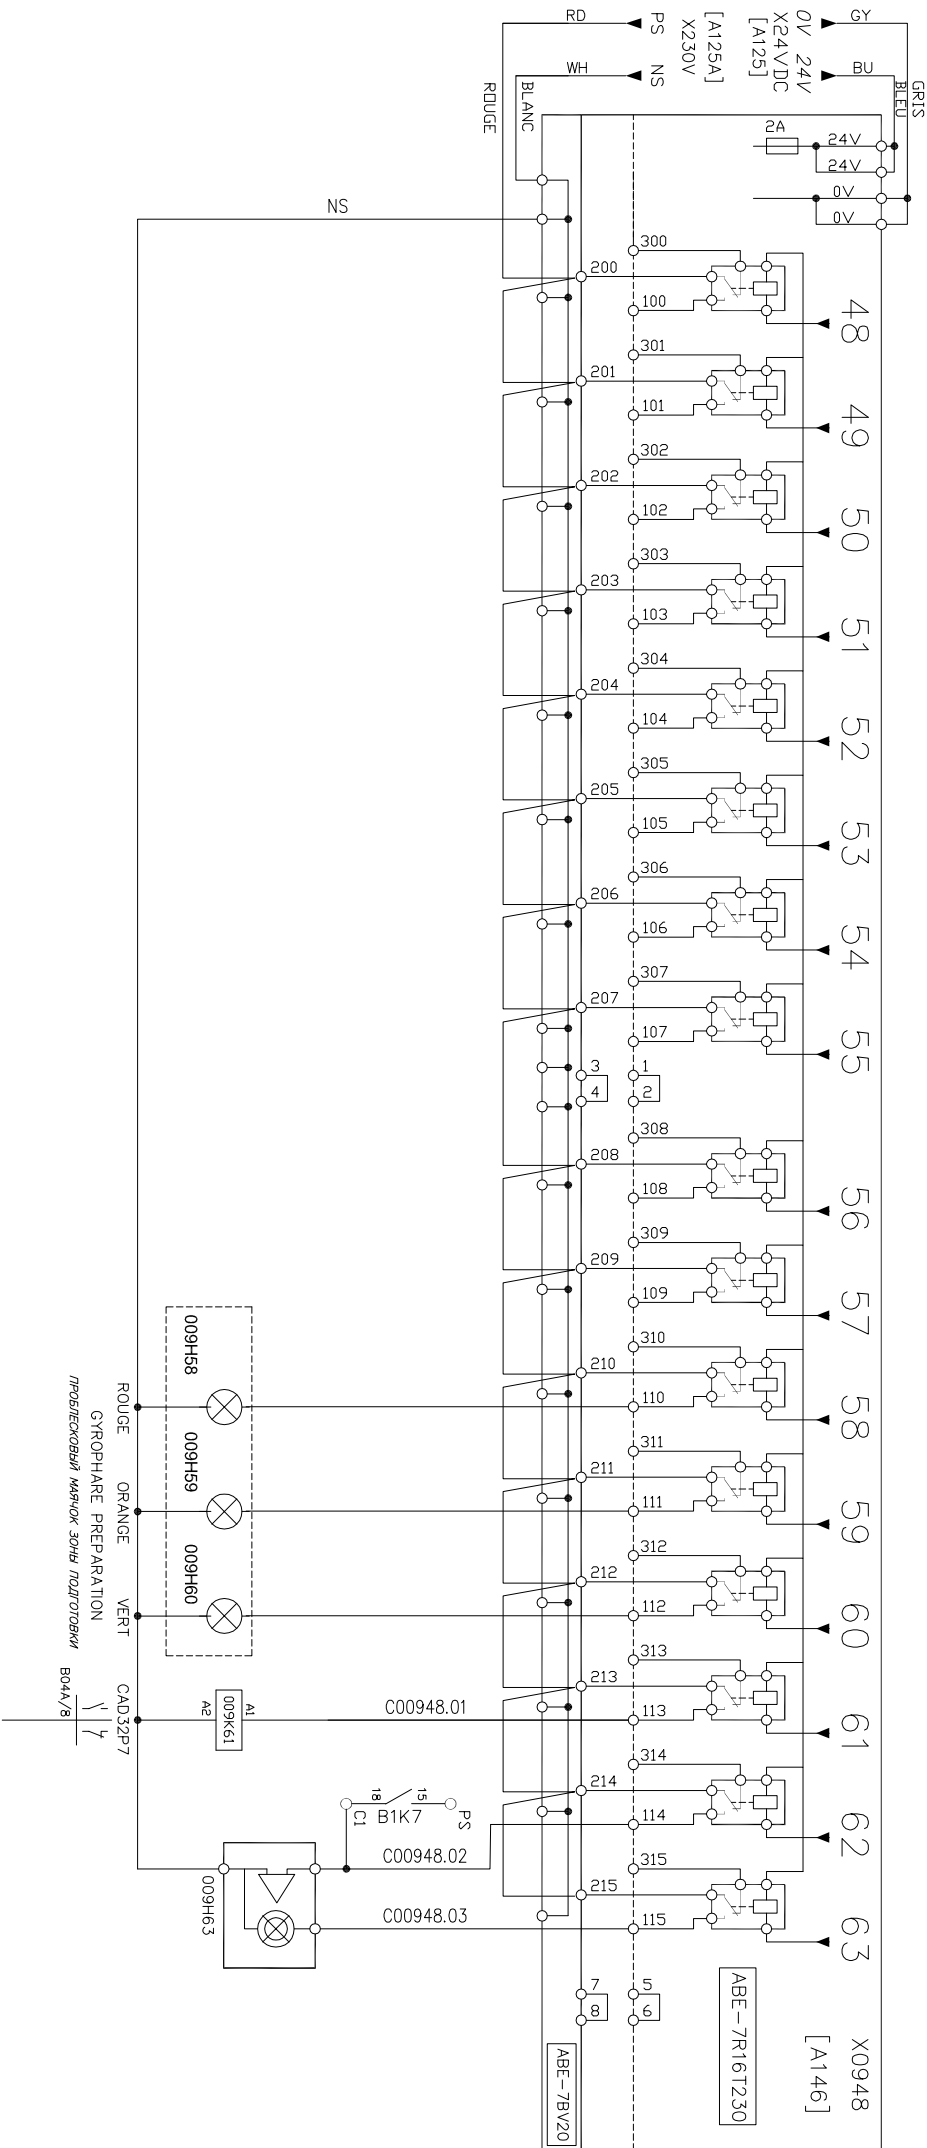 GY
BU
GRIS
BLEU
0V 24V
X24VDC
[A125]
PS NS
[A125A]
X230V
RD
WH
BLANC
ROUGE
NS
2A
24V
24V
0V
0V
48
300
200
100
49
301
201
101
50
302
202
102
51
303
203
103
52
304
204
104
53
305
205
105
54
306
206
106
55
307
207
107
1
2
3
4
56
308
208
108
57
309
209
109
58
310
210
110
59
311
211
111
60
312
212
112
61
313
213
113
62
314
214
114
63
315
215
115
5
6
7
8
X0948
[A146]
ABE-7R16T230
ABE-7BV20
009H58
009H59
009H60
ROUGE
ORANGE
VERT
CAD32P7
GYROPHARE PREPARATION
ПРОБЛЕСКОВЫЙ МАЯЧОК ЗОНЫ ПОДГОТОВКИ
B04A/8
A1
009K61
A2
C00948.01
PS
15
B1K7
18
C1
C00948.02
C00948.03
009H63